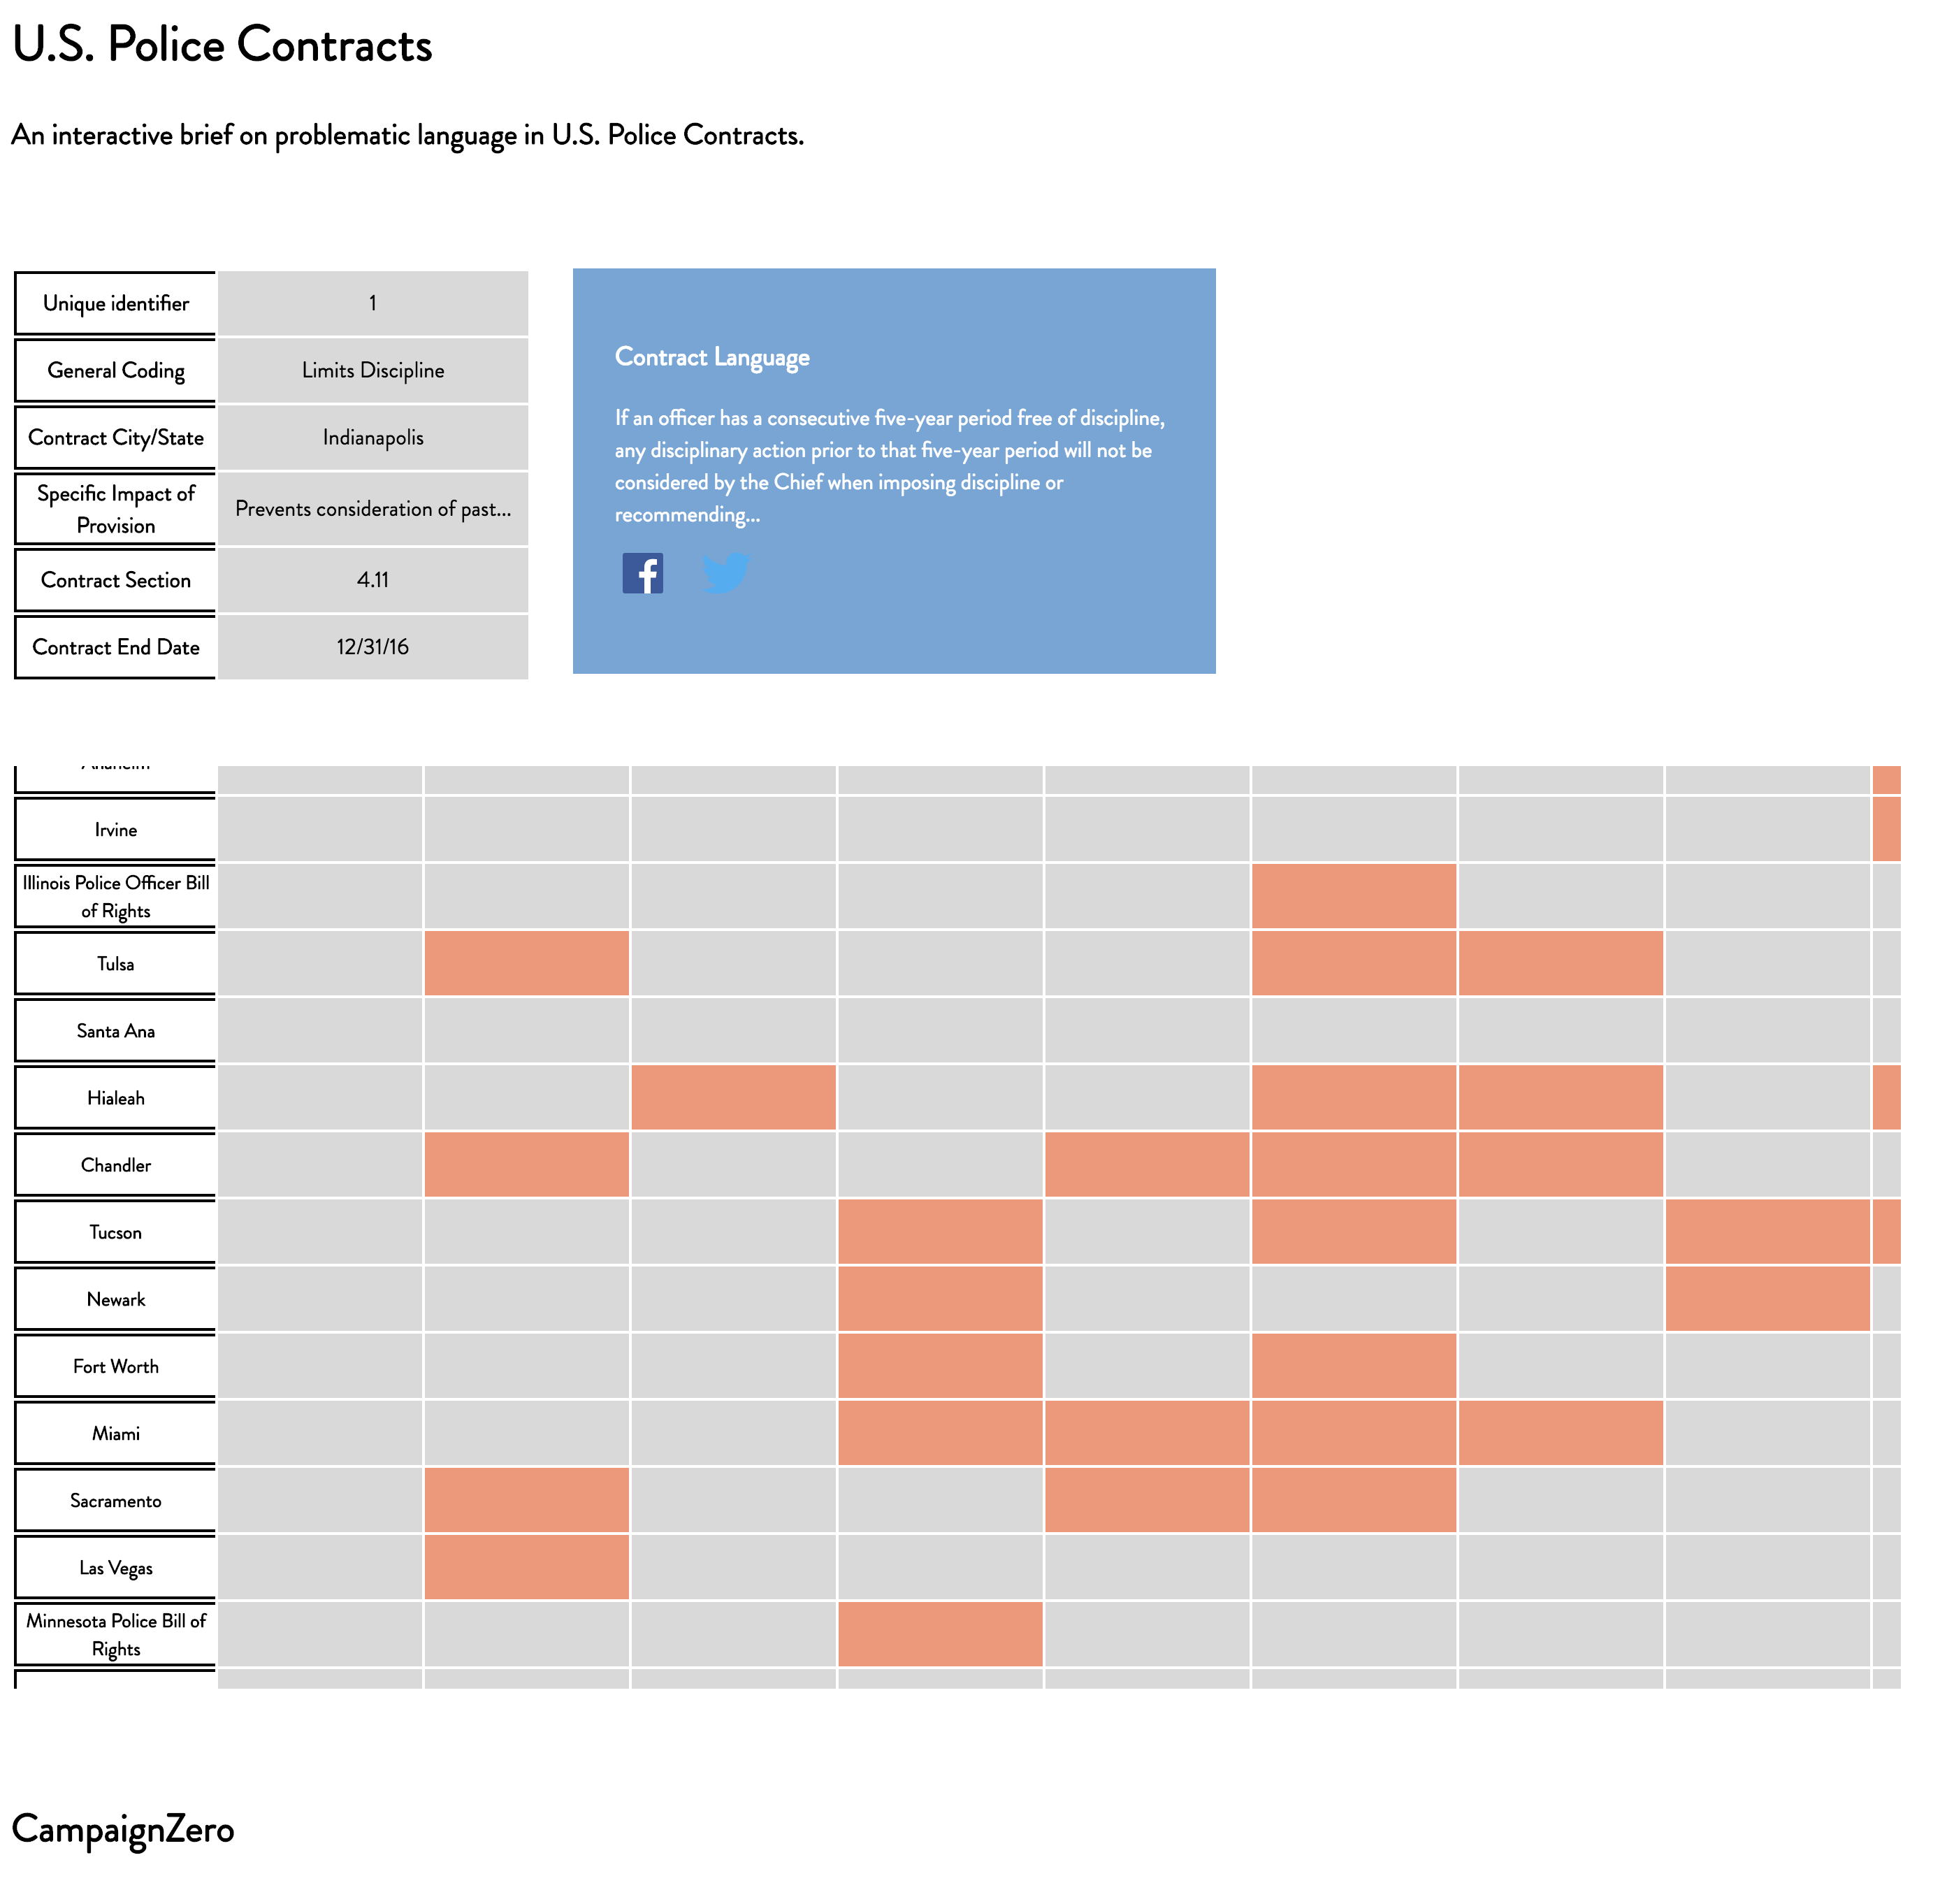 U.S. Police Contracts
An interactive brief on problematic language in U.S. Police Contracts.
Unique identifier 1
General Coding Limits Discipline
Contract City/State Indianapolis
Specific Impact of
Provision Prevents consideration of past...
Contract Section 4.11
Contract End Date 12/31/16
Contract Language
If an officer has a consecutive five-year period free of discipline,
any disciplinary action prior to that five-year period will not be
considered by the Chief when imposing discipline or
recommending...
Irvine
Illinois Police Officer Bill
of Rights
Tulsa
Santa Ana
Hialeah
Chandler
Tucson
Newark
Fort Worth
Miami
Sacramento
Las Vegas
Minnesota Police Bill of
Rights
CampaignZero